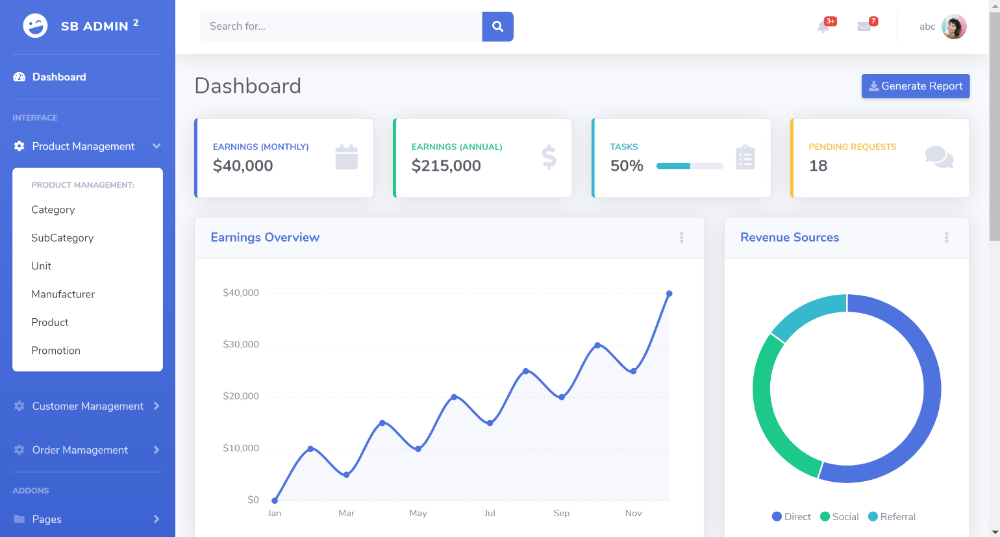 SB ADMIN 2
Dashboard
INTERFACE
Product Management
PRODUCT MANAGEMENT:
Category
SubCategory
Unit
Manufacturer
Product
Promotion
Customer Management
Order Mamagement
ADDONS
Pages
Search for...
3+
7
abc
Dashboard
Generate Report
EARNINGS (MONTHLY)
$40,000
EARNINGS (ANNUAL)
$215,000
TASKS
50%
PENDING REQUESTS
18
Earnings Overview
$40,000
$30,000
$20,000
$10,000
$0
Jan Mar May Jul Sep Nov
Revenue Sources
Direct Social Referral